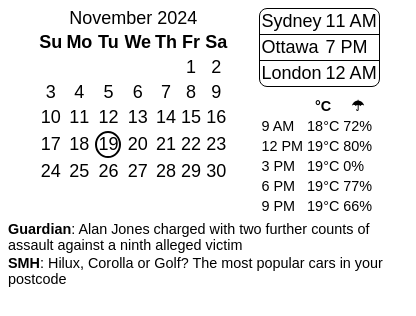 November 2024
Su Mo Tu We Th Fr Sa
1 2
3 4 5 6 7 8 9
10 11 12 13 14 15 16
17 18 19 20 21 22 23
24 25 26 27 28 29 30
Sydney 11 AM
Ottawa 7 PM
London 12 AM
°C ☂
9 AM 18°C 72%
12 PM 19°C 80%
3 PM 19°C 0%
6 PM 19°C 77%
9 PM 19°C 66%
Guardian: Alan Jones charged with two further counts of
assault against a ninth alleged victim
SMH: Hilux, Corolla or Golf? The most popular cars in your
postcode